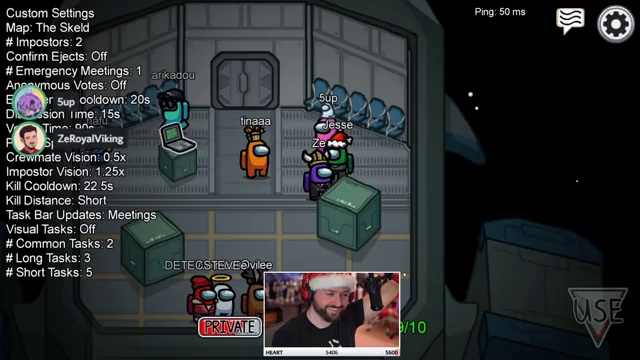 Custom Settings
Map: The Skeld
# Impostors: 2
Confirm Ejects: Off
# Emergency Meetings: 1
Anonymous Votes: Off
ooldown: 20s
Time: 15s
5up
ZeRoyalViking
Crewmate Vision: 0.5x
Impostor Vision: 1.25x
Kill Cooldown: 22.5s
Kill Distance: Short
Task Bar Updates: Meetings
Visual Tasks: Off
# Common Tasks: 2
# Long Tasks: 3
# Short Tasks: 5
Ping: 50 ms
arikadou
tinaaa
5up
Jesse
Ze
PRIVATE
/10
HEART
USE